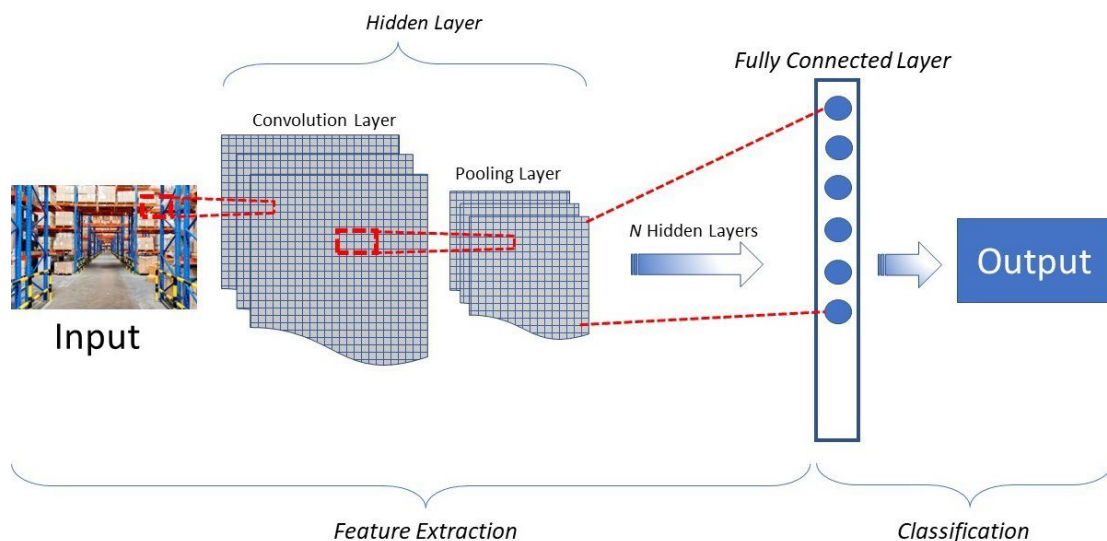 Hidden Layer
Fully Connected Layer
Convolution Layer
Pooling Layer
N Hidden Layers
Output
Input
Feature Extraction
Classification